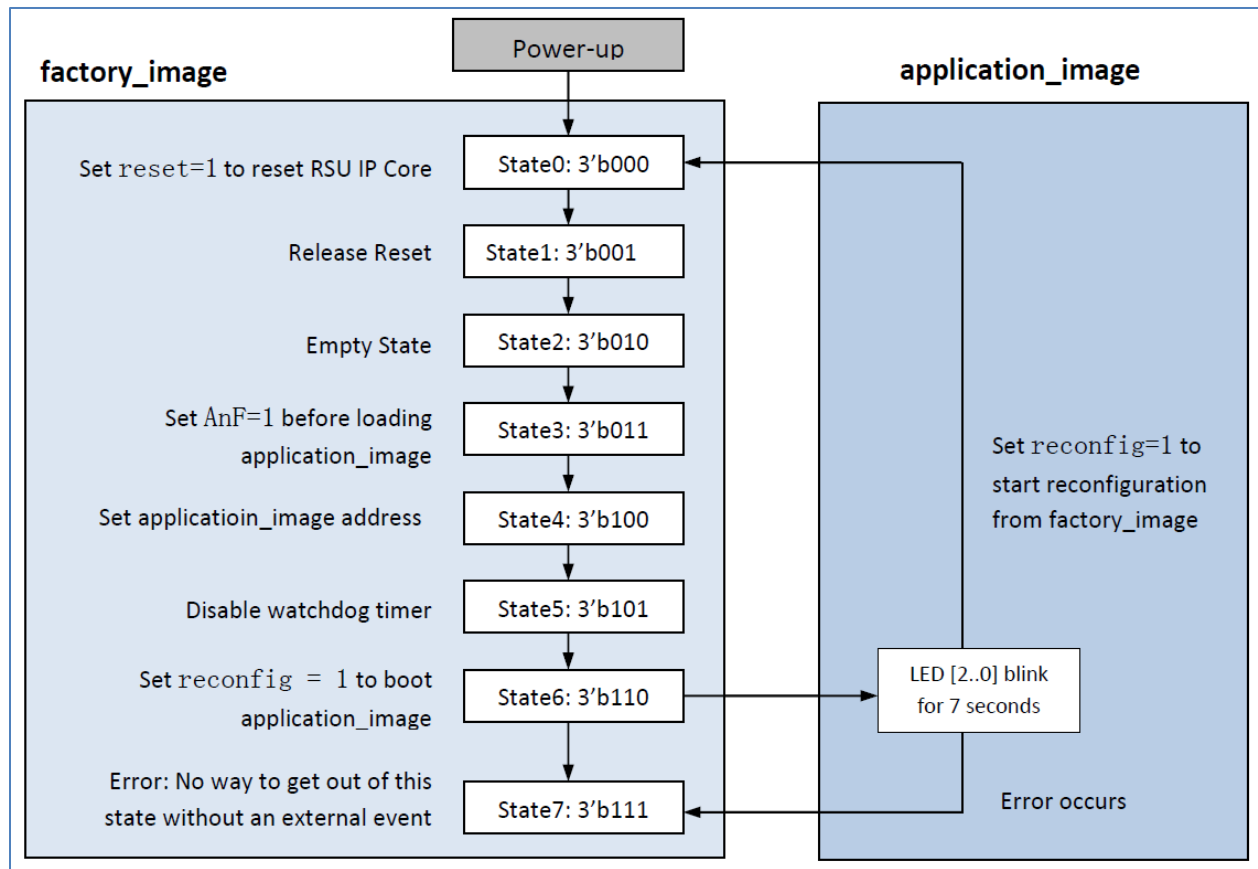 Power-up
factory_image
application_image
Set reset=1 to reset RSU IP Core
State0: 3’b000
Release Reset
State1: 3’b001
Empty State
State2: 3’b010
Set AnF=1 before loading
application_image
State3: 3’b011
Set reconfig=1 to
start reconfiguration
from factory_image
Set applicatioin_image address
State4: 3’b100
Disable watchdog timer
State5: 3’b101
Set reconfig = 1 to boot
application_image
State6: 3’b110
LED [2..0] blink
for 7 seconds
Error: No way to get out of this
state without an external event
State7: 3’b111
Error occurs